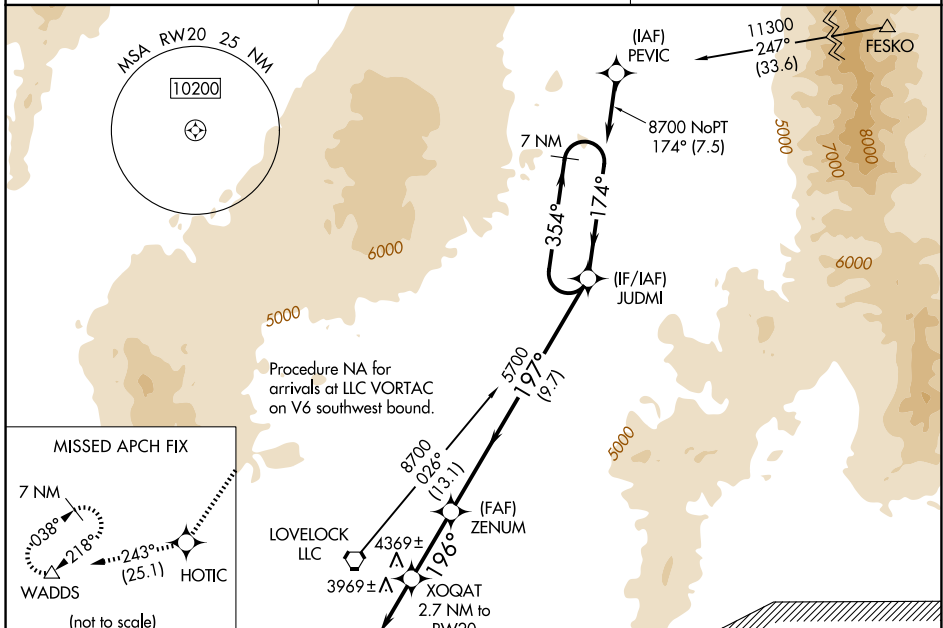 MSA RW20 25 NM
10200
(IAF)
PEVIC
11300
247°
(33.6)
FESKO
8700 NoPT
174° (7.5)
7 NM
354°
174°
(IF/IAF)
JUDMI
5000
7000
8000
6000
6000
5000
5000
Procedure NA for
arrivals at LLC VORTAC
on V6 southwest bound.
5700
197°
(9.7)
8700
026°
(13.1)
(FAF)
ZENUM
LOVELOCK
LLC
4369±
3969±
196°
XOQAT
2.7 NM to
RW20
MISSED APCH FIX
7 NM
038°
218°
243°
(25.1)
HOTIC
WADDS
(not to scale)